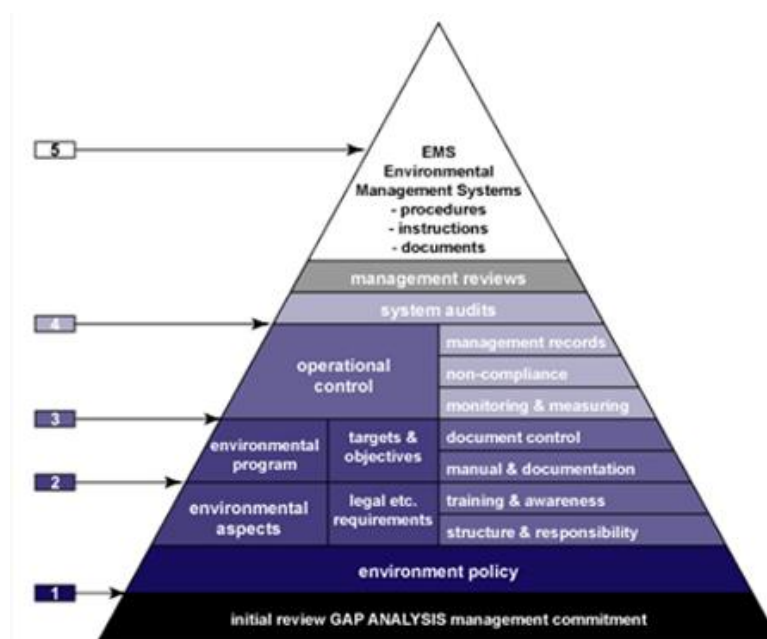 5
EMS
Environmental
Management Systems
- procedures
- instructions
- documents
management reviews
system audits
4
operational
control
management records
non-compliance
monitoring & measuring
3
environmental
program
targets &
objectives
document control
manual & documentation
2
environmental
aspects
legal etc.
requirements
training & awareness
structure & responsibility
environment policy
1
initial review GAP ANALYSIS management commitment